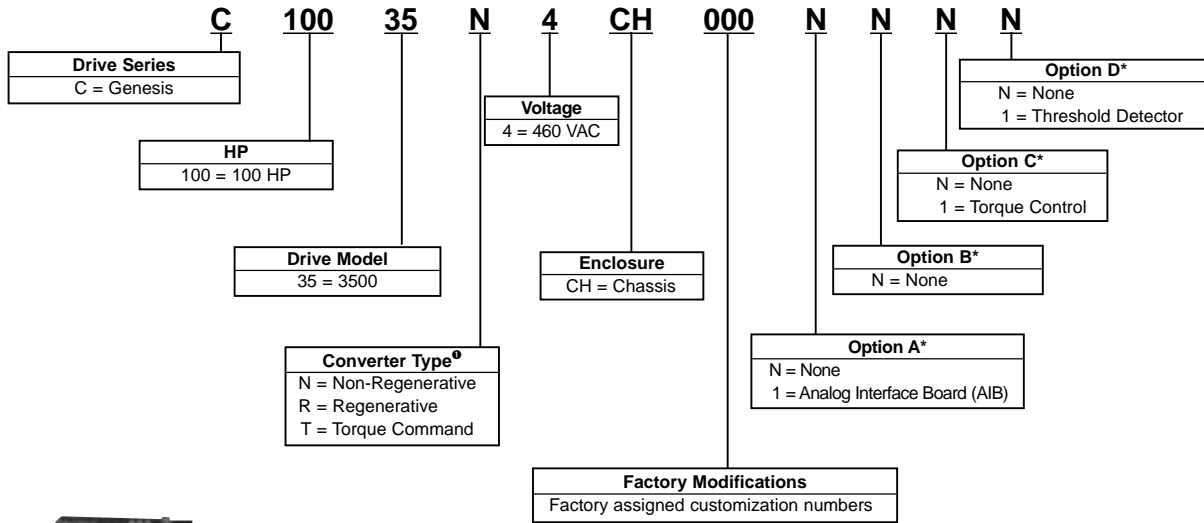 C 100 35 N 4 CH 000 N N N N
Drive Series
C = Genesis
HP
100 = 100 HP
Drive Model
35 = 3500
Converter Type❶
N = Non-Regenerative
R = Regenerative
T = Torque Command
Voltage
4 = 460 VAC
Enclosure
CH = Chassis
Factory Modifications
Factory assigned customization numbers
Option A*
N = None
1 = Analog Interface Board (AIB)
Option B*
N = None
Option C*
N = None
1 = Torque Control
Option D*
N = None
1 = Threshold Detector